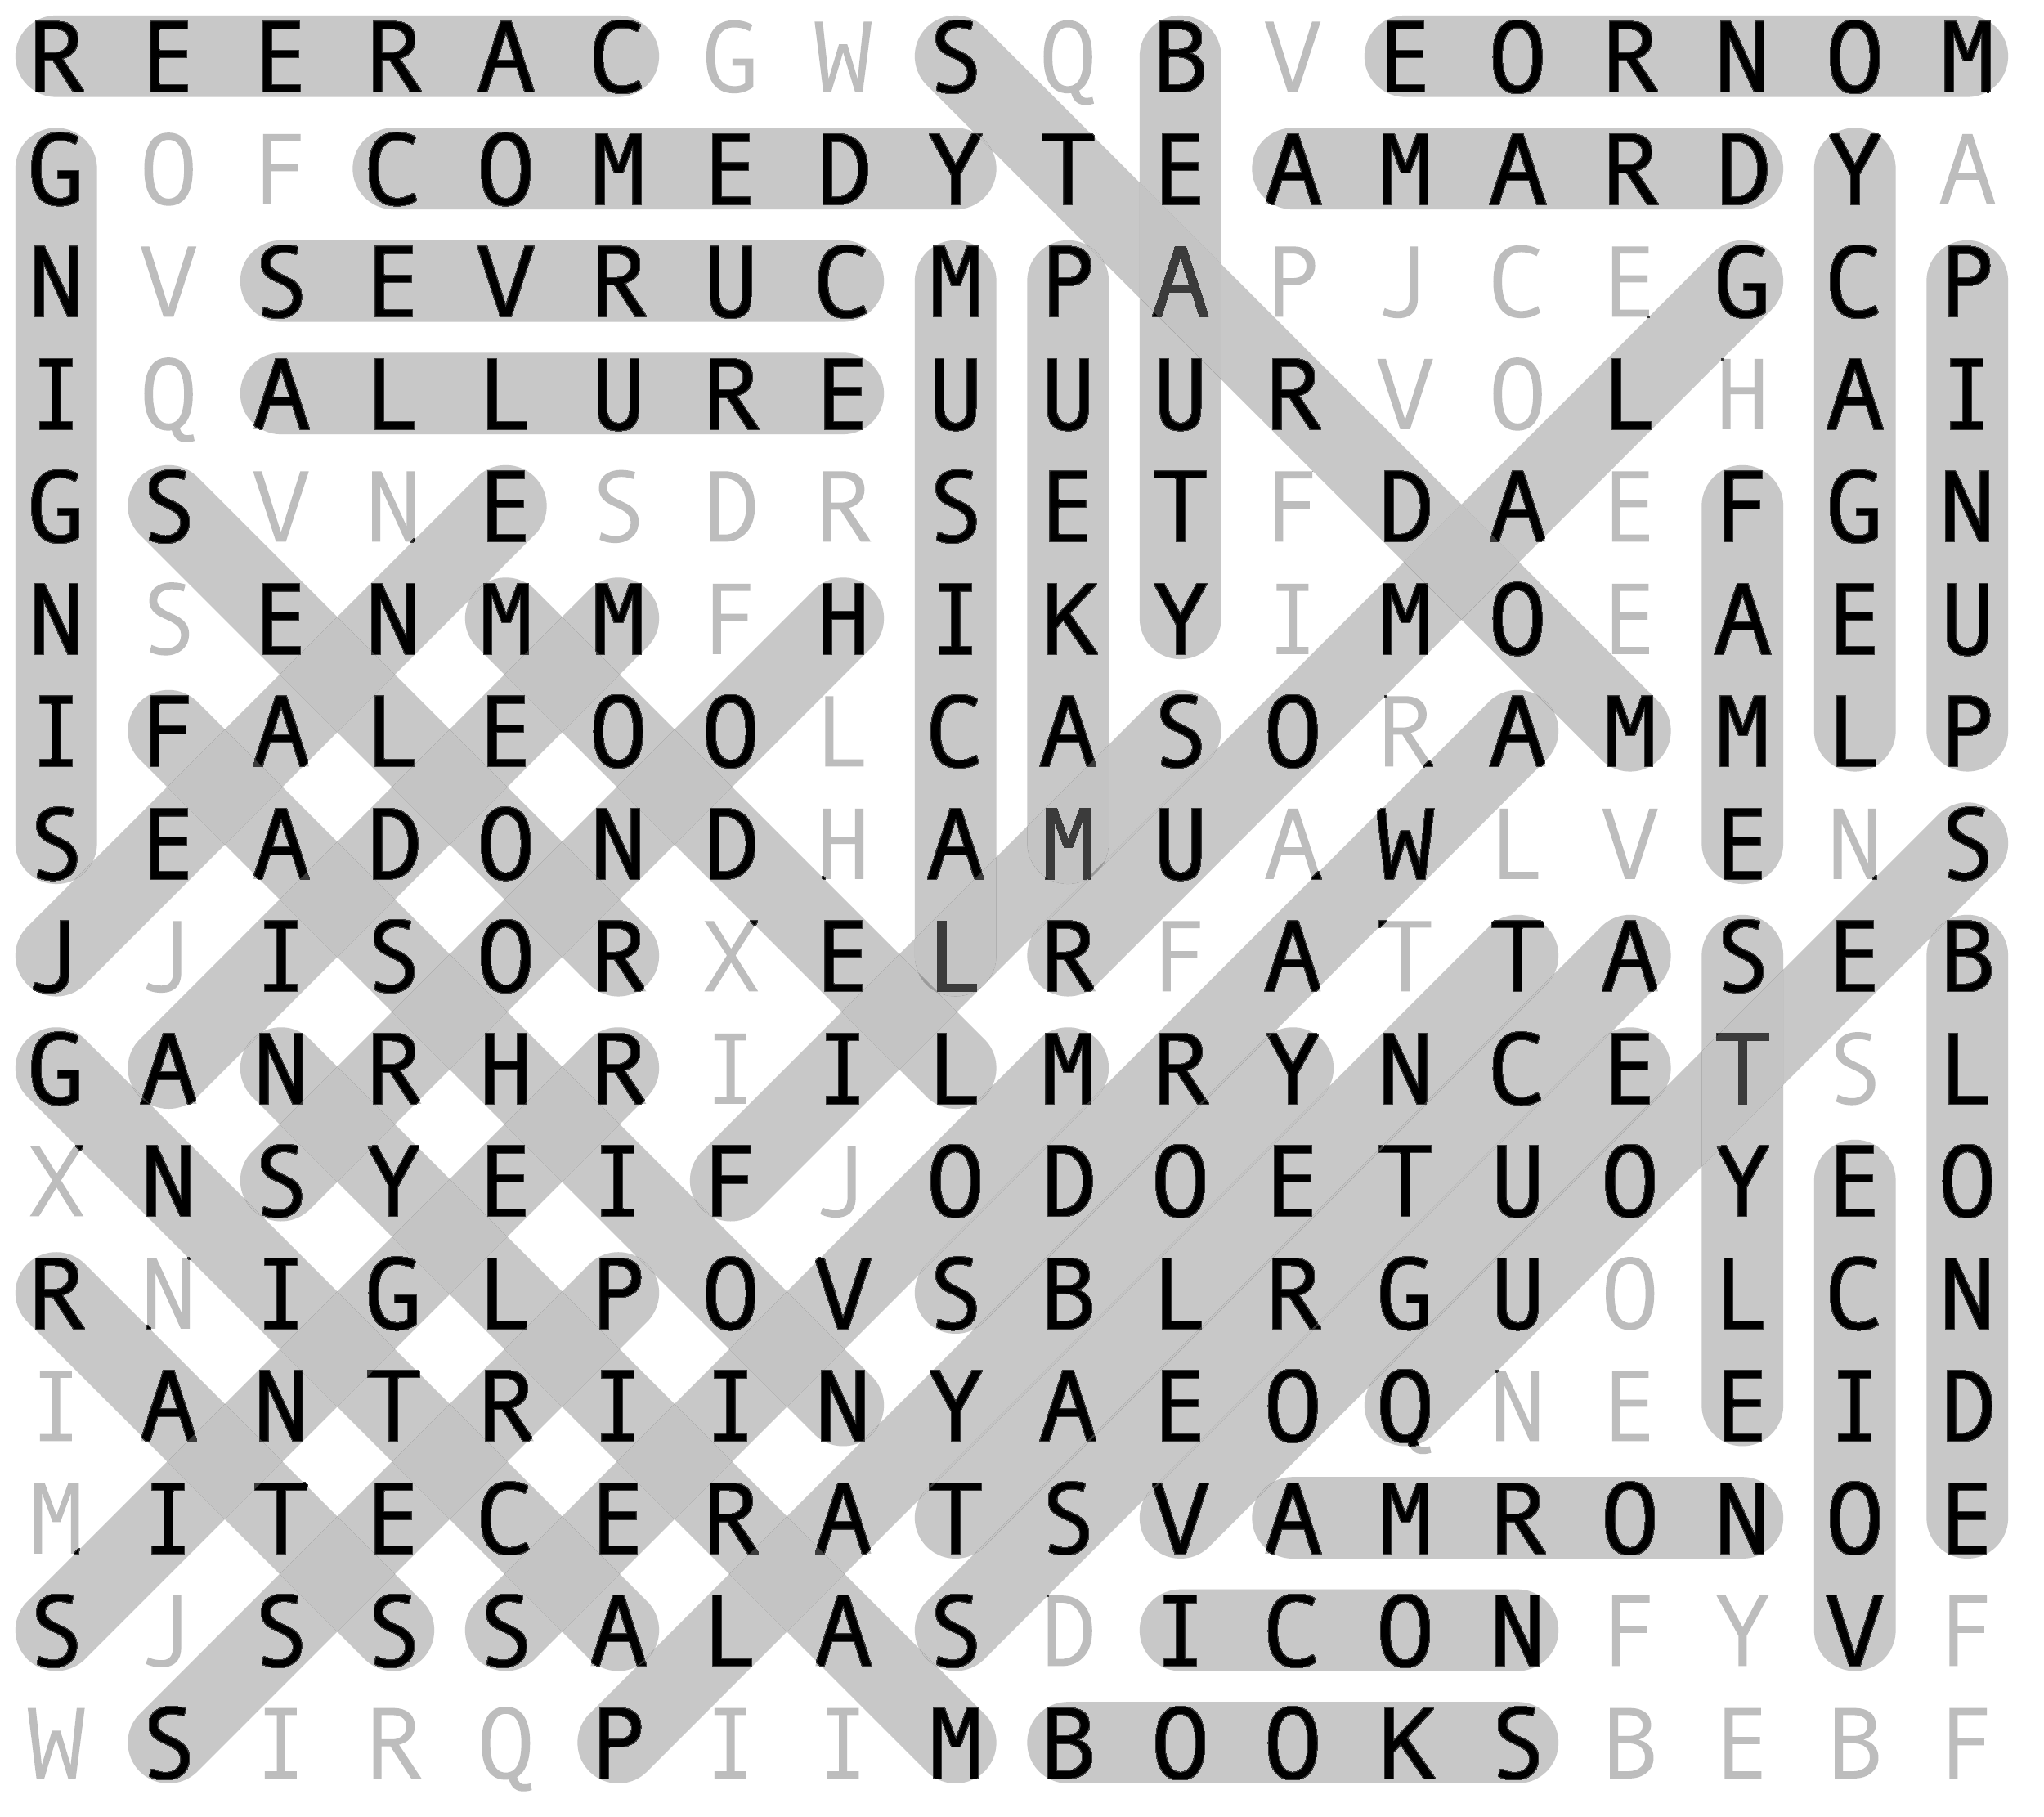 R E E R A C G W S Q B V E O R N O M
G O F C O M E D Y T E A M A R D Y A
N V S E V R U C M P A P J C E G C P
I Q A L L U R E U U U R V O L H A I
G S V N E S D R S E T F D A E F G N
N S E N M M F H I K Y I M O E A E U
I F A L E O O L C A S O R A M M L P
S E A D O N D H A M U A W L V E N S
J J I S O R X E L R F A T T A S E B
G A N R H R I I L M R Y N C E T S L
X N S Y E I F J O D O E T U O Y E O
R N I G L P O V S B L R G U O L C N
I A N T R I I N Y A E O Q N E E I D
M I T E C E R A T S V A M R O N O E
S J S S S A L A S D I C O N F Y V F
W S I R Q P I I M B O O K S B E B F